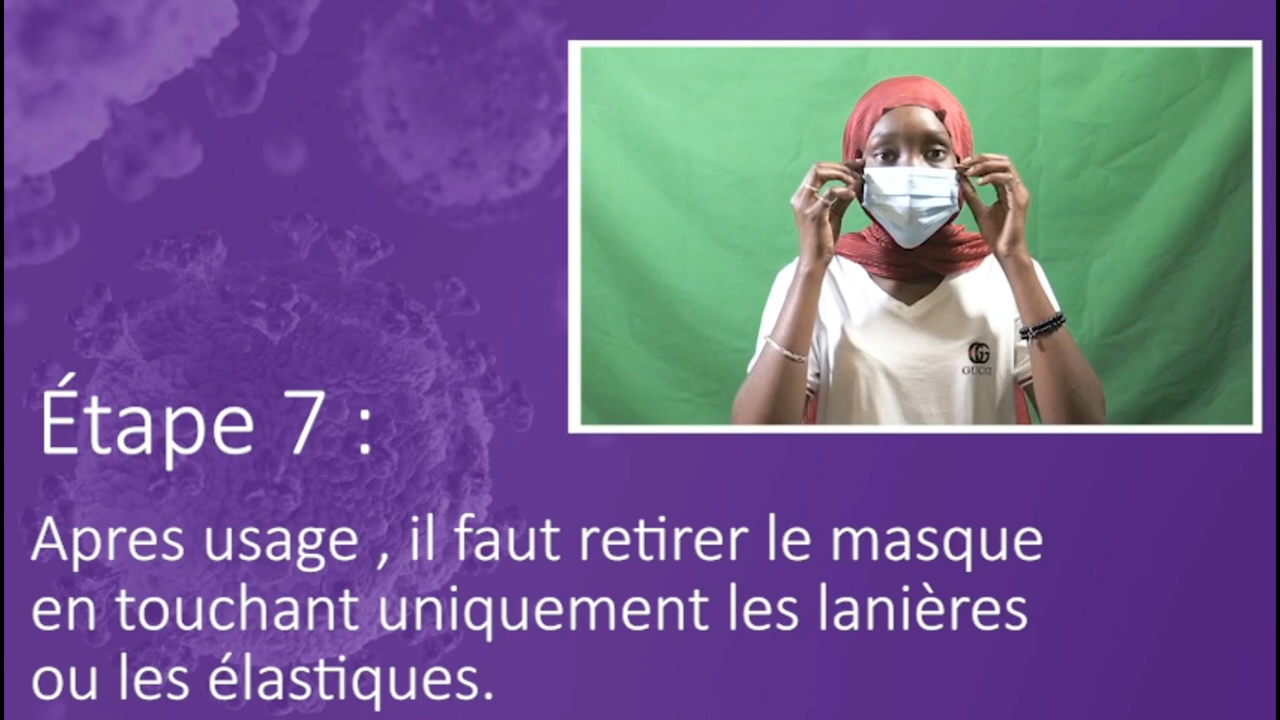 Étape 7 :
Apres usage , il faut retirer le masque
en touchant uniquement les lanières
ou les élastiques.
GUCCI